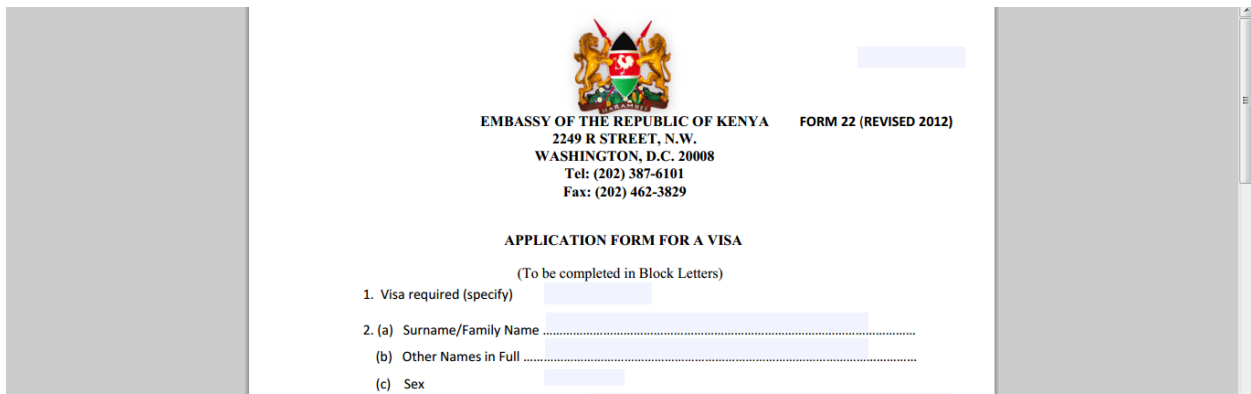 HARAMBEE
EMBASSY OF THE REPUBLIC OF KENYA FORM 22 (REVISED 2012)
2249 R STREET, N.W.
WASHINGTON, D.C. 20008
Tel: (202) 387-6101
Fax: (202) 462-3829
APPLICATION FORM FOR A VISA
(To be completed in Block Letters)
1. Visa required (specify)
2. (a) Surname/Family Name ...............................................................................................................
(b) Other Names in Full .....................................................................................................................
(c) Sex